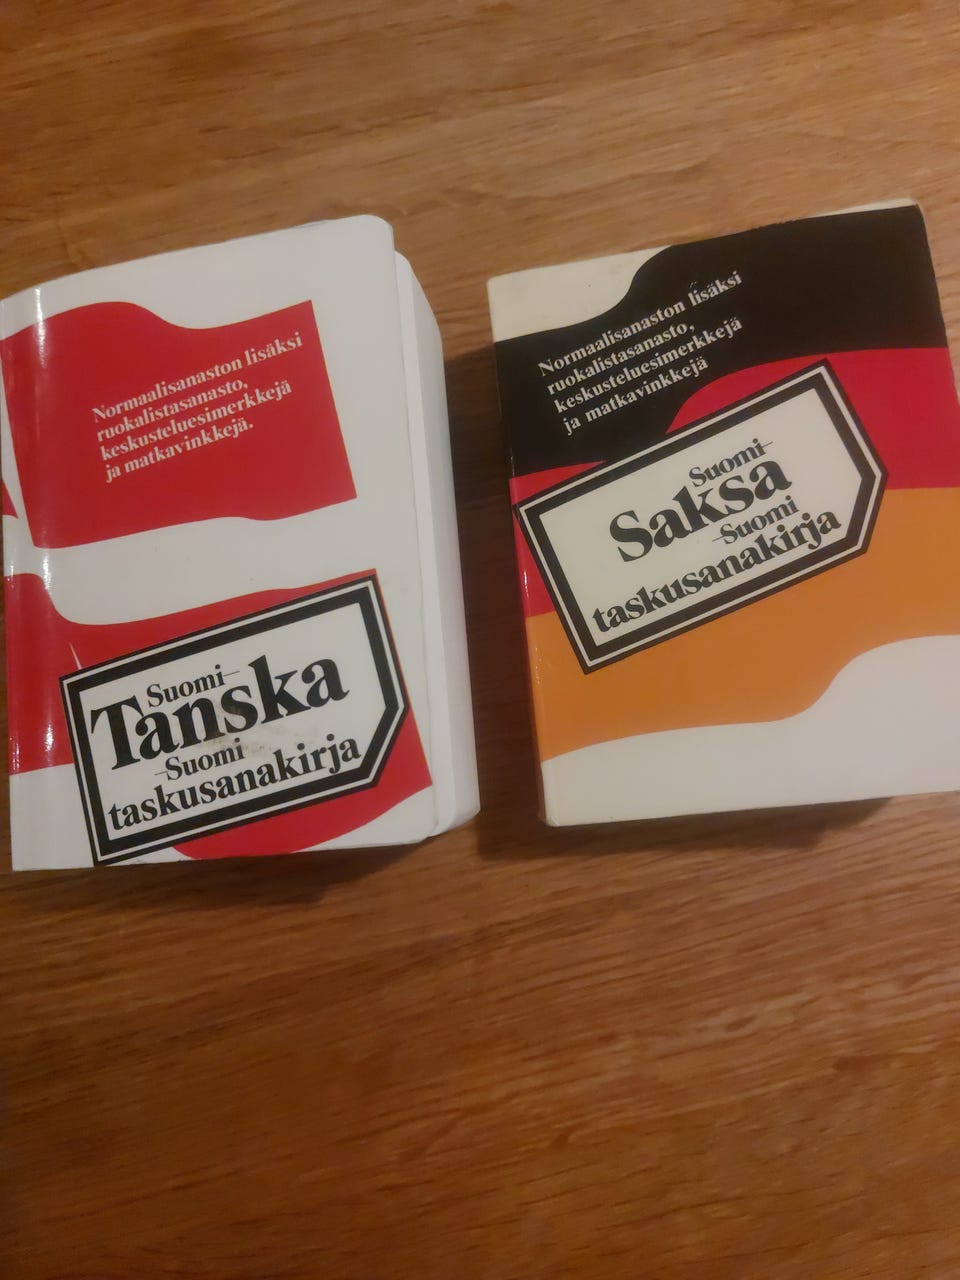 Normaalisanaston lisäksi
ruokalistasanasto,
keskusteluesimerkkejä
ja matkavinkkejä.
Suomi–
Tanska
–Suomi
taskusanakirja
Normaalisanaston lisäksi
ruokalistasanasto,
keskusteluesimerkkejä
ja matkavinkkejä
Suomi–
Saksa
–Suomi
taskusanakirja